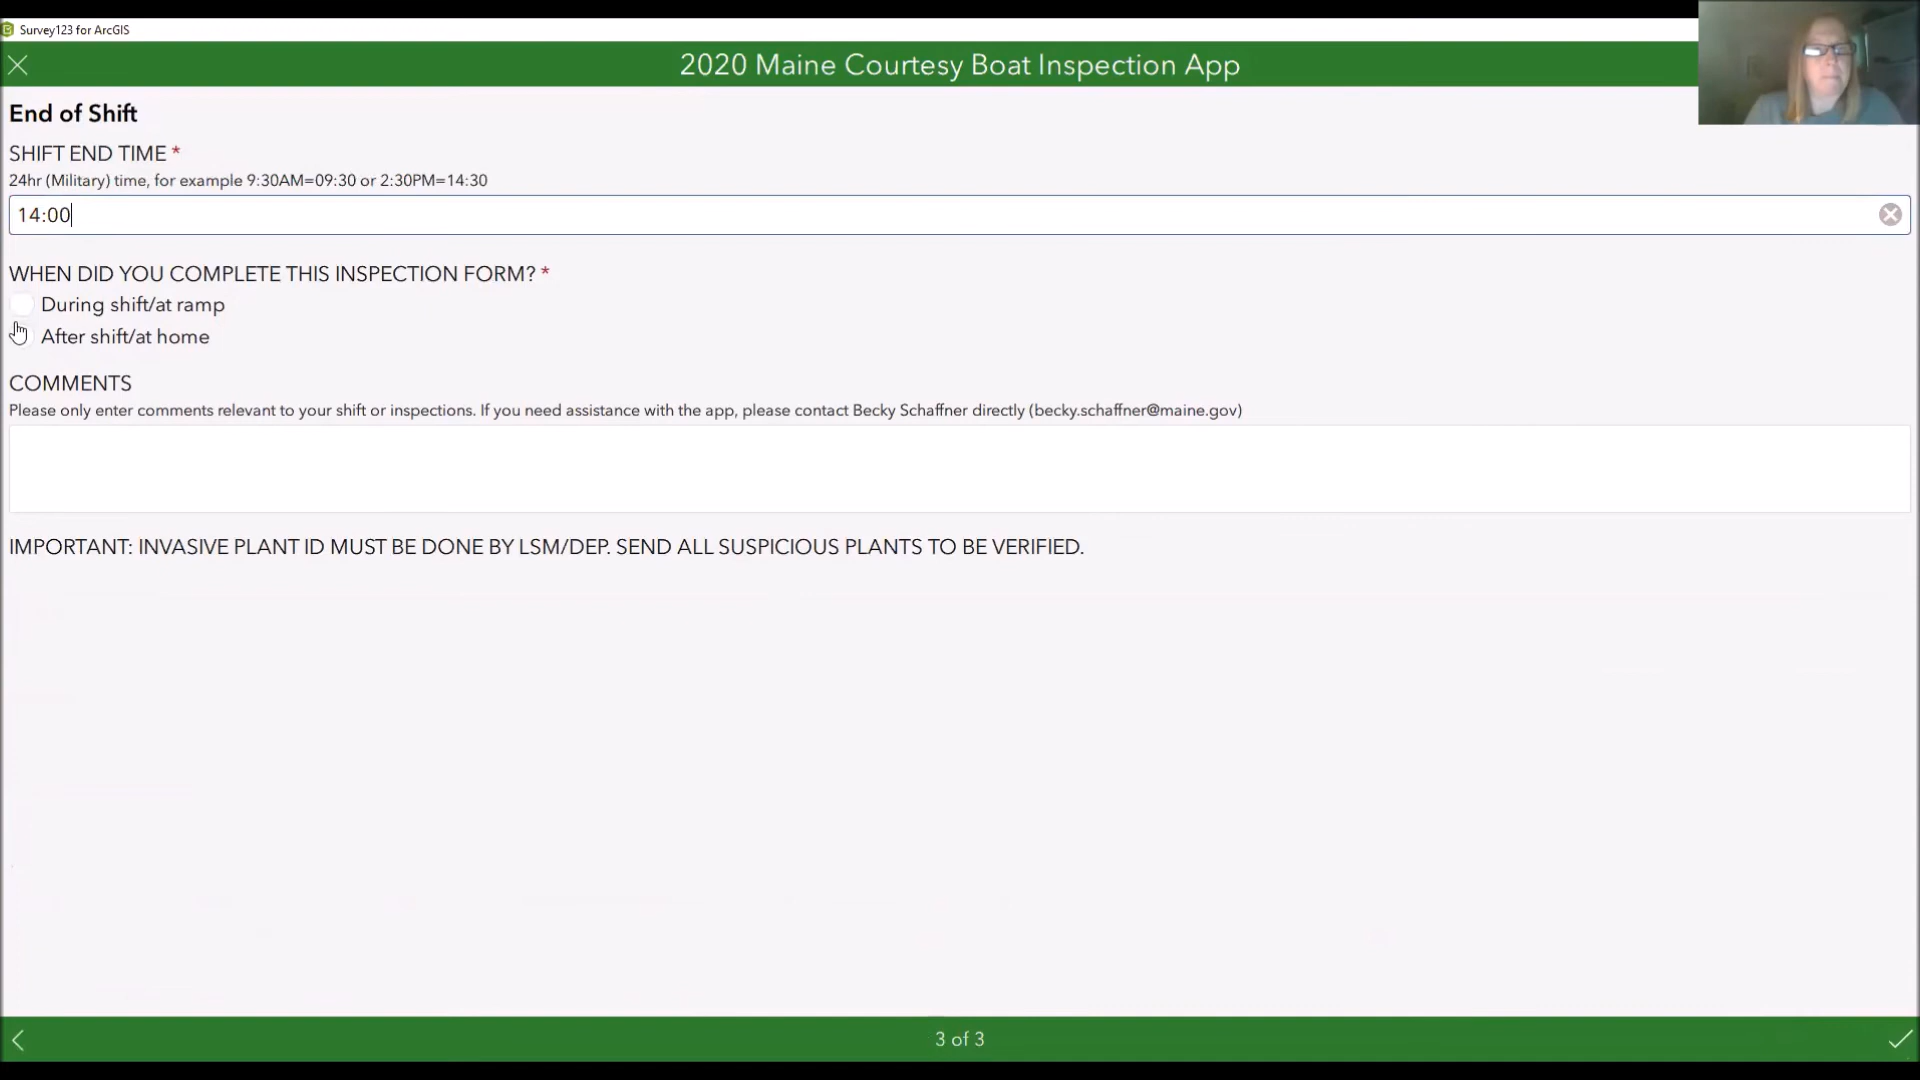 Survey123 for ArcGIS
2020 Maine Courtesy Boat Inspection App
End of Shift
SHIFT END TIME *
24hr (Military) time, for example 9:30AM=09:30 or 2:30PM=14:30
14:00
WHEN DID YOU COMPLETE THIS INSPECTION FORM? *
During shift/at ramp
After shift/at home
COMMENTS
Please only enter comments relevant to your shift or inspections. If you need assistance with the app, please contact Becky Schaffner directly (becky.schaffner@maine.gov)
IMPORTANT: INVASIVE PLANT ID MUST BE DONE BY LSM/DEP. SEND ALL SUSPICIOUS PLANTS TO BE VERIFIED.
3 of 3